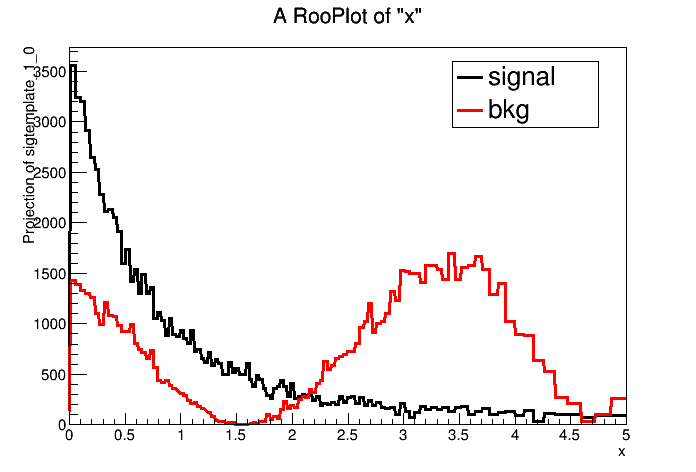 A RooPlot of "x"
Projection of sigtemplate_1_0
3500
3000
2500
2000
1500
1000
500
0
signal
bkg
0 0.5 1 1.5 2 2.5 3 3.5 4 4.5 5
x